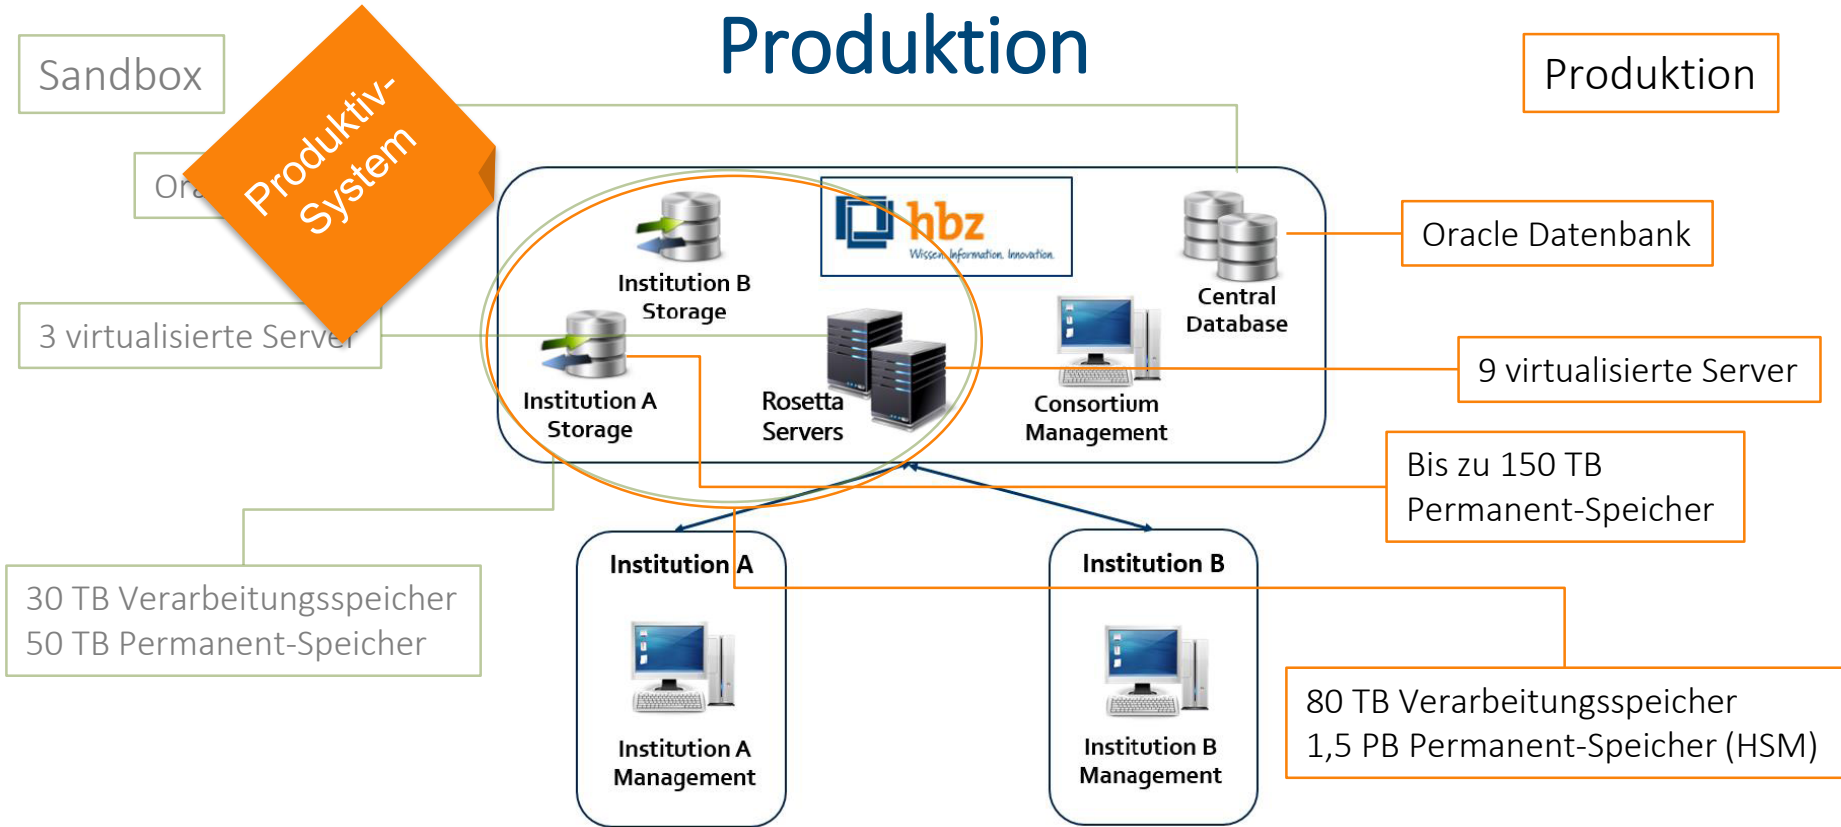 Produktion
Sandbox
Produktion
Produktiv-
System
hbz
Wissen. Information. Innovation.
Oracle Datenbank
Institution B
Storage
Central
Database
3 virtualisierte Server
9 virtualisierte Server
Institution A
Storage
Rosetta
Servers
Consortium
Management
Bis zu 150 TB
Permanent-Speicher
Institution A
Institution B
30 TB Verarbeitungsspeicher
50 TB Permanent-Speicher
80 TB Verarbeitungsspeicher
1,5 PB Permanent-Speicher (HSM)
Institution A
Management
Institution B
Management